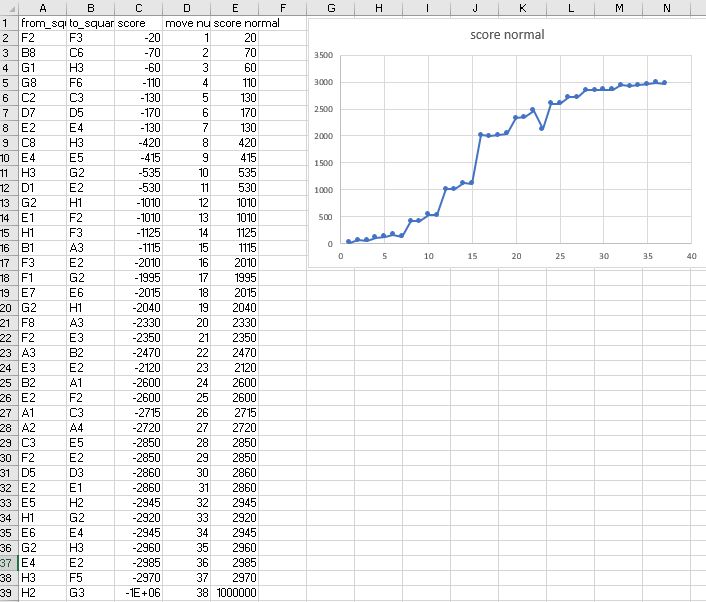 A B C D E F G H I J K L M N
1 from_squ to_squar score move nu score normal
2 F2 F3 -20 1 20
3 B8 C6 -70 2 70
4 G1 H3 -60 3 60
5 G8 F6 -110 4 110
6 C2 C3 -130 5 130
7 D7 D5 -170 6 170
8 E2 E4 -130 7 130
9 C8 H3 -420 8 420
10 E4 E5 -415 9 415
11 H3 G2 -535 10 535
12 D1 E2 -530 11 530
13 G2 H1 -1010 12 1010
14 E1 F2 -1010 13 1010
15 H1 F3 -1125 14 1125
16 B1 A3 -1115 15 1115
17 F3 E2 -2010 16 2010
18 F1 G2 -1995 17 1995
19 E7 E6 -2015 18 2015
20 G2 H1 -2040 19 2040
21 F8 A3 -2330 20 2330
22 F2 E3 -2350 21 2350
23 A3 B2 -2470 22 2470
24 E3 E2 -2120 23 2120
25 B2 A1 -2600 24 2600
26 E2 F2 -2600 25 2600
27 A1 C3 -2715 26 2715
28 A2 A4 -2720 27 2720
29 C3 E5 -2850 28 2850
30 F2 E2 -2850 29 2850
31 D5 D3 -2860 30 2860
32 E2 E1 -2860 31 2860
33 E5 H2 -2945 32 2945
34 H1 G2 -2920 33 2920
35 E6 E4 -2945 34 2945
36 G2 H3 -2960 35 2960
37 E4 E2 -2985 36 2985
38 H3 F5 -2970 37 2970
39 H2 G3 -1E+06 38 1000000
score normal
3500
3000
2500
2000
1500
1000
500
0
0 5 10 15 20 25 30 35 40